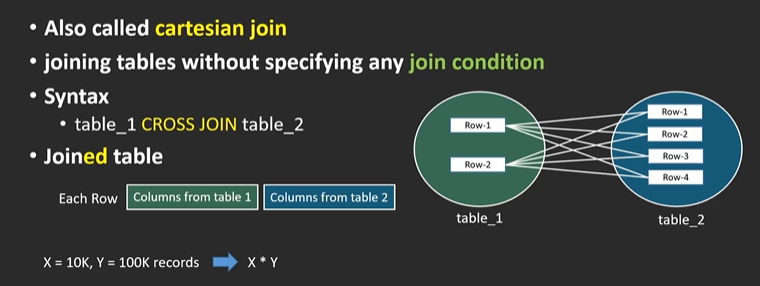 • Also called cartesian join
• joining tables without specifying any join condition
• Syntax
• table_1 CROSS JOIN table_2
• Joined table
Each Row Columns from table 1 Columns from table 2
X = 10K, Y = 100K records X * Y
Row-1
Row-2
table_1
Row-1
Row-2
Row-3
Row-4
table_2